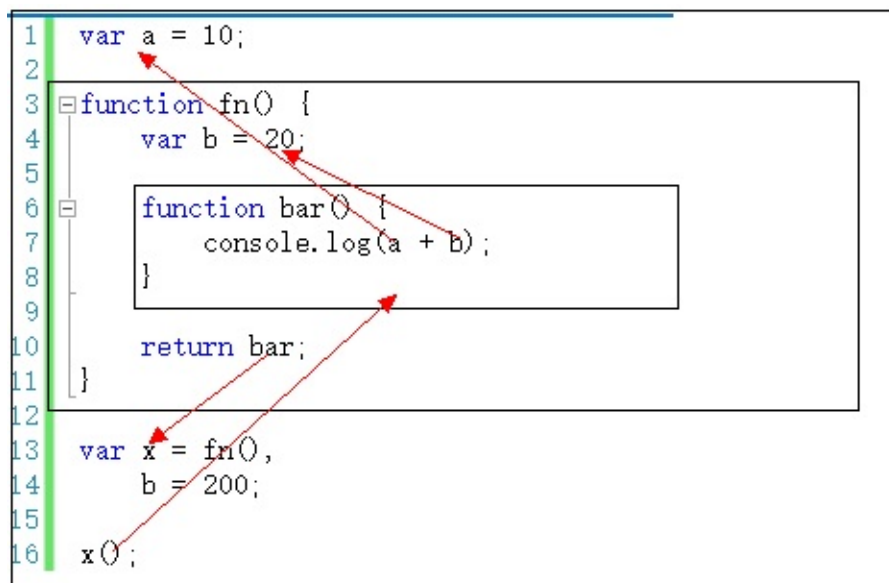 1 var a = 10;
2
3 function fn() {
4 var b = 20;
5
6 function bar() {
7 console.log(a + b);
8 }
9
10 return bar;
11 }
12
13 var x = fn(),
14 b = 200;
15
16 x();